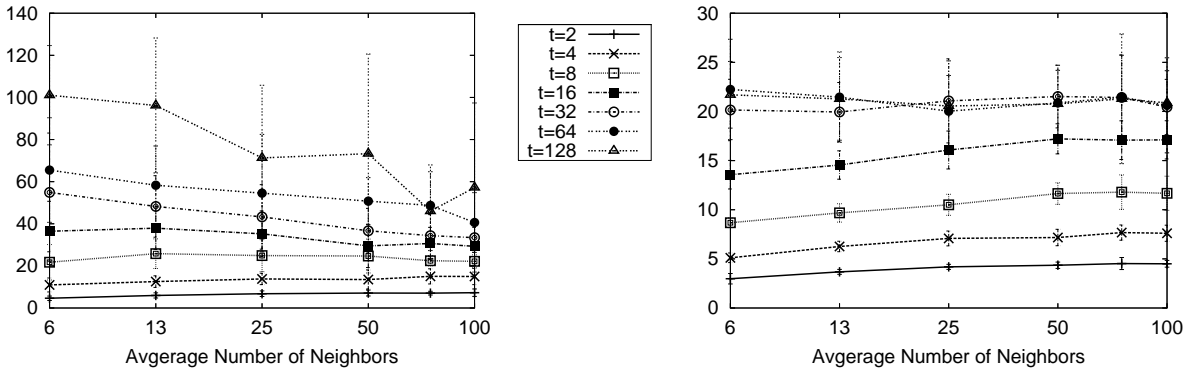 140
120
100
80
60
40
20
0
6 13 25 50 100
Avgerage Number of Neighbors
t=2
t=4
t=8
t=16
t=32
t=64
t=128
30
25
20
15
10
5
0
6 13 25 50 100
Avgerage Number of Neighbors